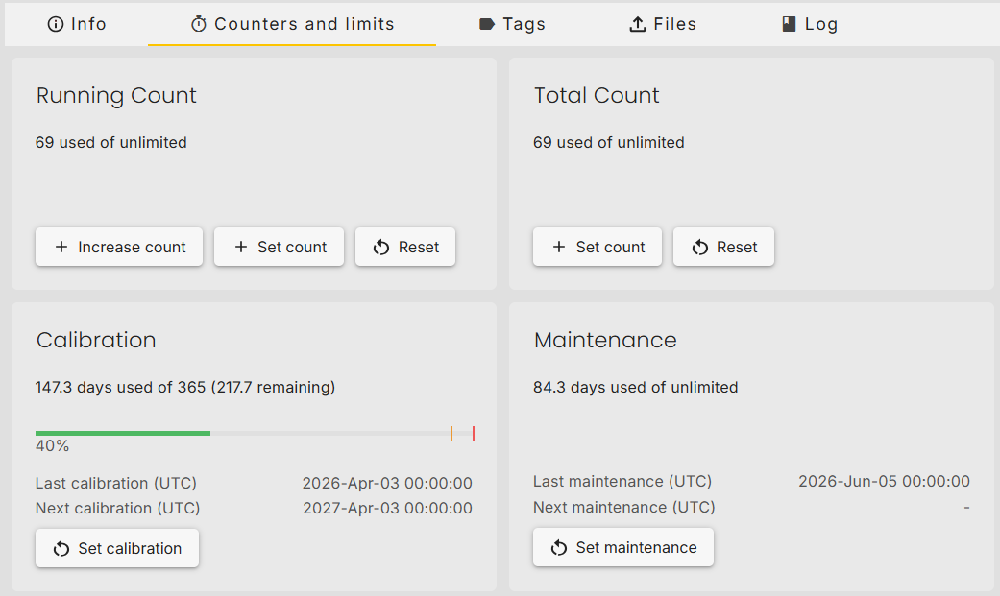 Info Counters and limits Tags Files Log
Running Count
69 used of unlimited
+ Increase count + Set count Reset
Total Count
69 used of unlimited
+ Set count Reset
Calibration
147.3 days used of 365 (217.7 remaining)
40%
Last calibration (UTC) 2026-Apr-03 00:00:00
Next calibration (UTC) 2027-Apr-03 00:00:00
Set calibration
Maintenance
84.3 days used of unlimited
Last maintenance (UTC) 2026-Jun-05 00:00:00
Next maintenance (UTC) -
Set maintenance